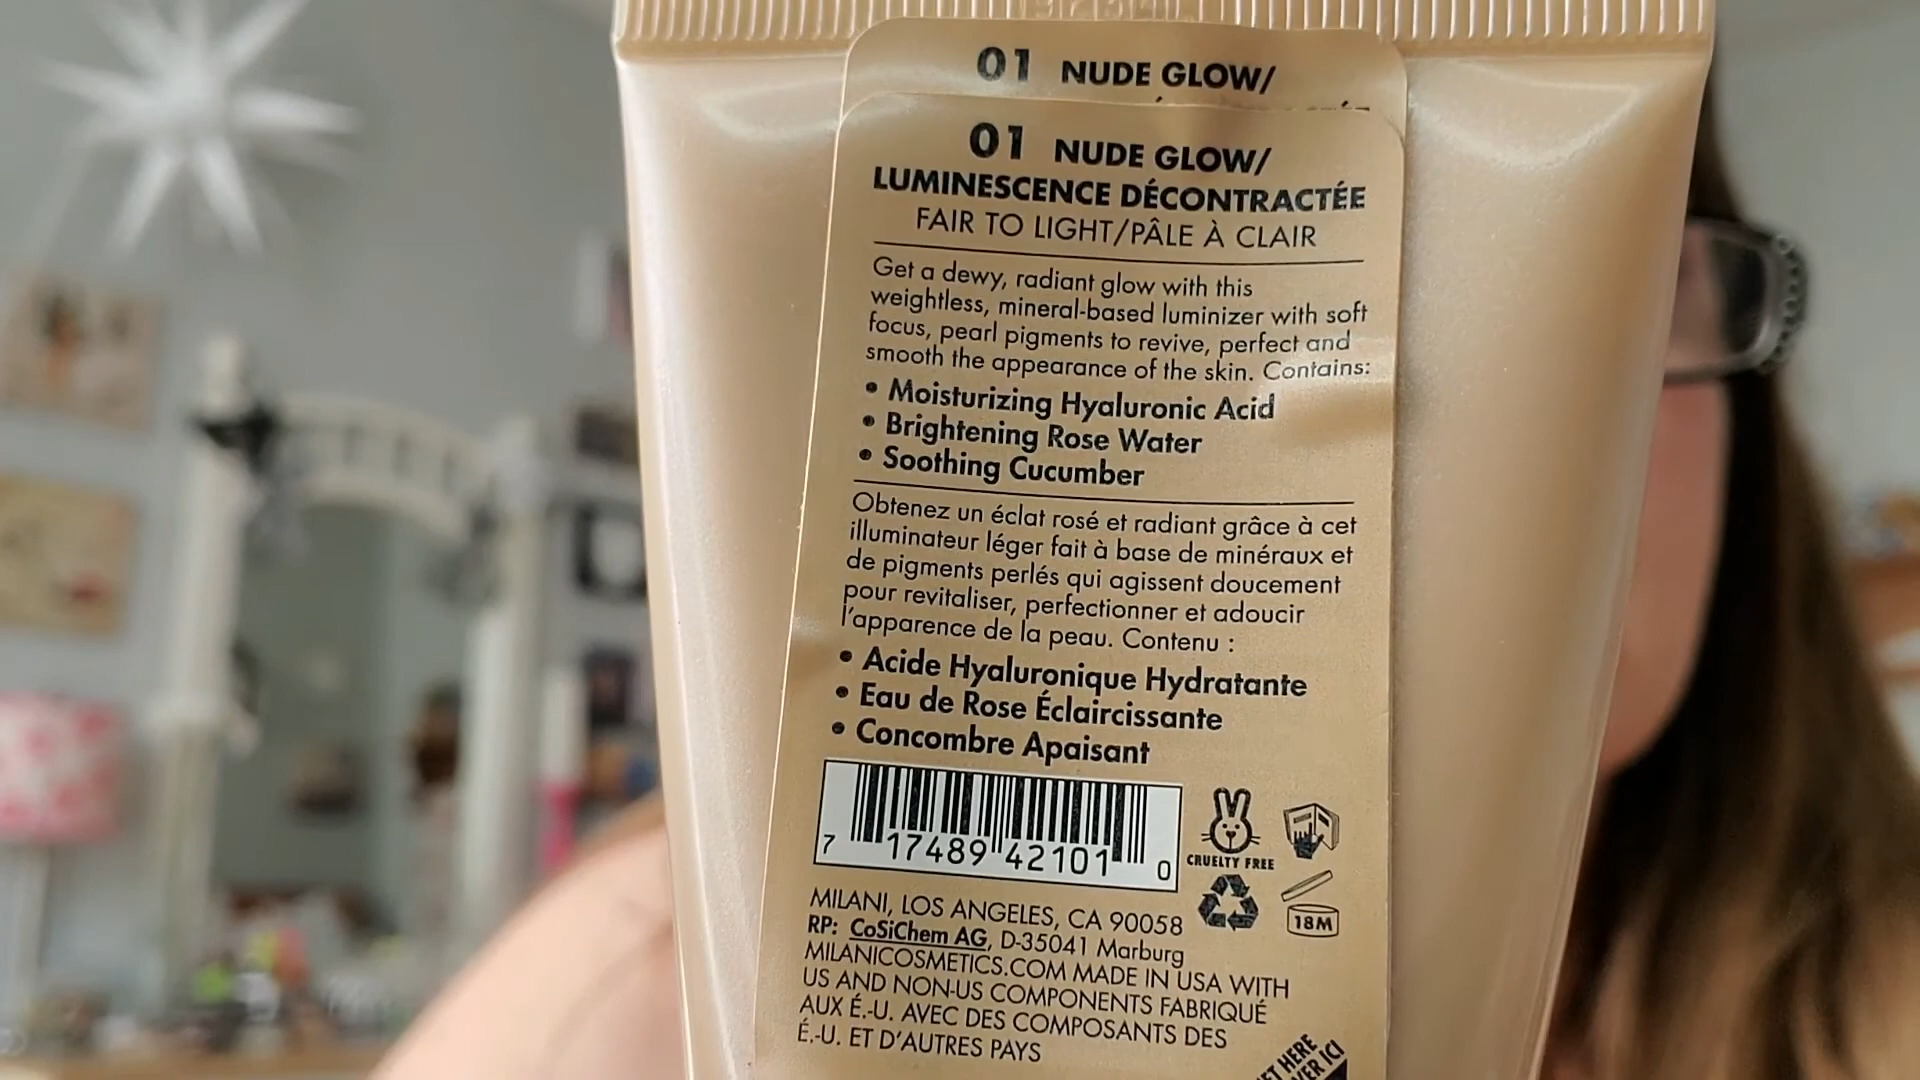 01 NUDE GLOW/
01 NUDE GLOW/
LUMINESCENCE DÉCONTRACTÉE
FAIR TO LIGHT/PÂLE À CLAIR
Get a dewy, radiant glow with this
weightless, mineral-based luminizer with soft
focus, pearl pigments to revive, perfect and
smooth the appearance of the skin. Contains:
• Moisturizing Hyaluronic Acid
• Brightening Rose Water
• Soothing Cucumber
Obtenez un éclat rosé et radiant grâce à cet
illuminateur léger fait à base de minéraux et
de pigments perlés qui agissent doucement
pour revitaliser, perfectionner et adoucir
l'apparence de la peau. Contenu :
• Acide Hyaluronique Hydratante
• Eau de Rose Éclaircissante
• Concombre Apaisant
7 17489 42101 0
CRUELTY FREE
18M
MILANI, LOS ANGELES, CA 90058
RP: CoSiChem AG, D-35041 Marburg
MILANICOSMETICS.COM MADE IN USA WITH
US AND NON-US COMPONENTS FABRIQUÉ
AUX É.-U. AVEC DES COMPOSANTS DES
É.-U. ET D'AUTRES PAYS
HERE
ICI